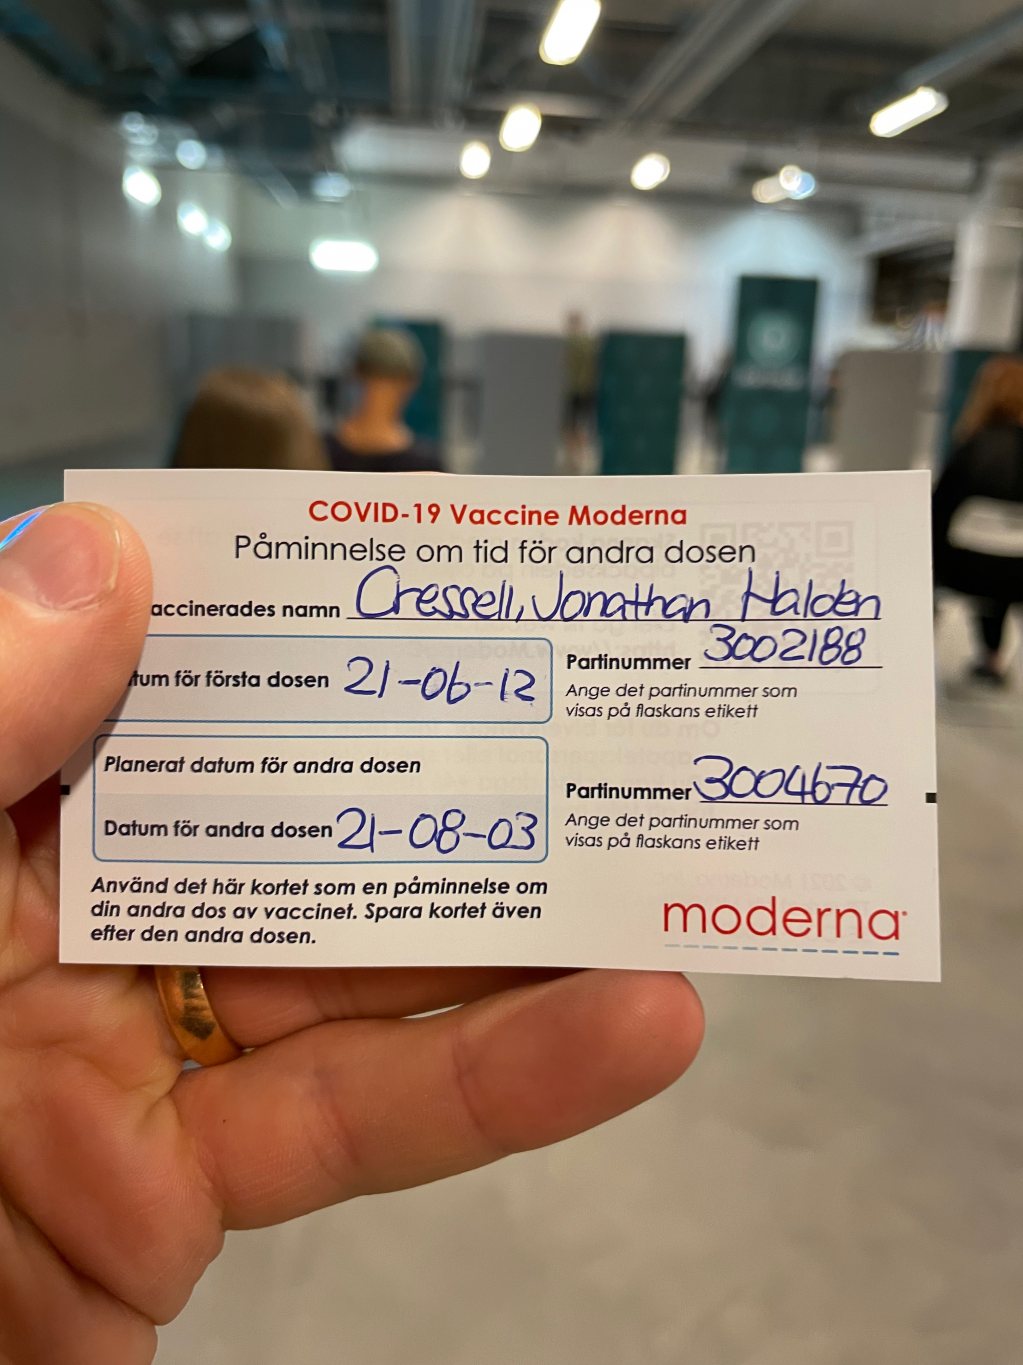 COVID-19 Vaccine Moderna
Påminnelse om tid för andra dosen
accinerades namn Cressell, Jonathan Halden
tum för första dosen 21-06-12
Partinummer 3002188
Ange det partinummer som
visas på flaskans etikett
Planerat datum för andra dosen
Datum för andra dosen 21-08-03
Partinummer 3004670
Ange det partinummer som
visas på flaskans etikett
Använd det här kortet som en påminnelse om
din andra dos av vaccinet. Spara kortet även
efter den andra dosen.
moderna